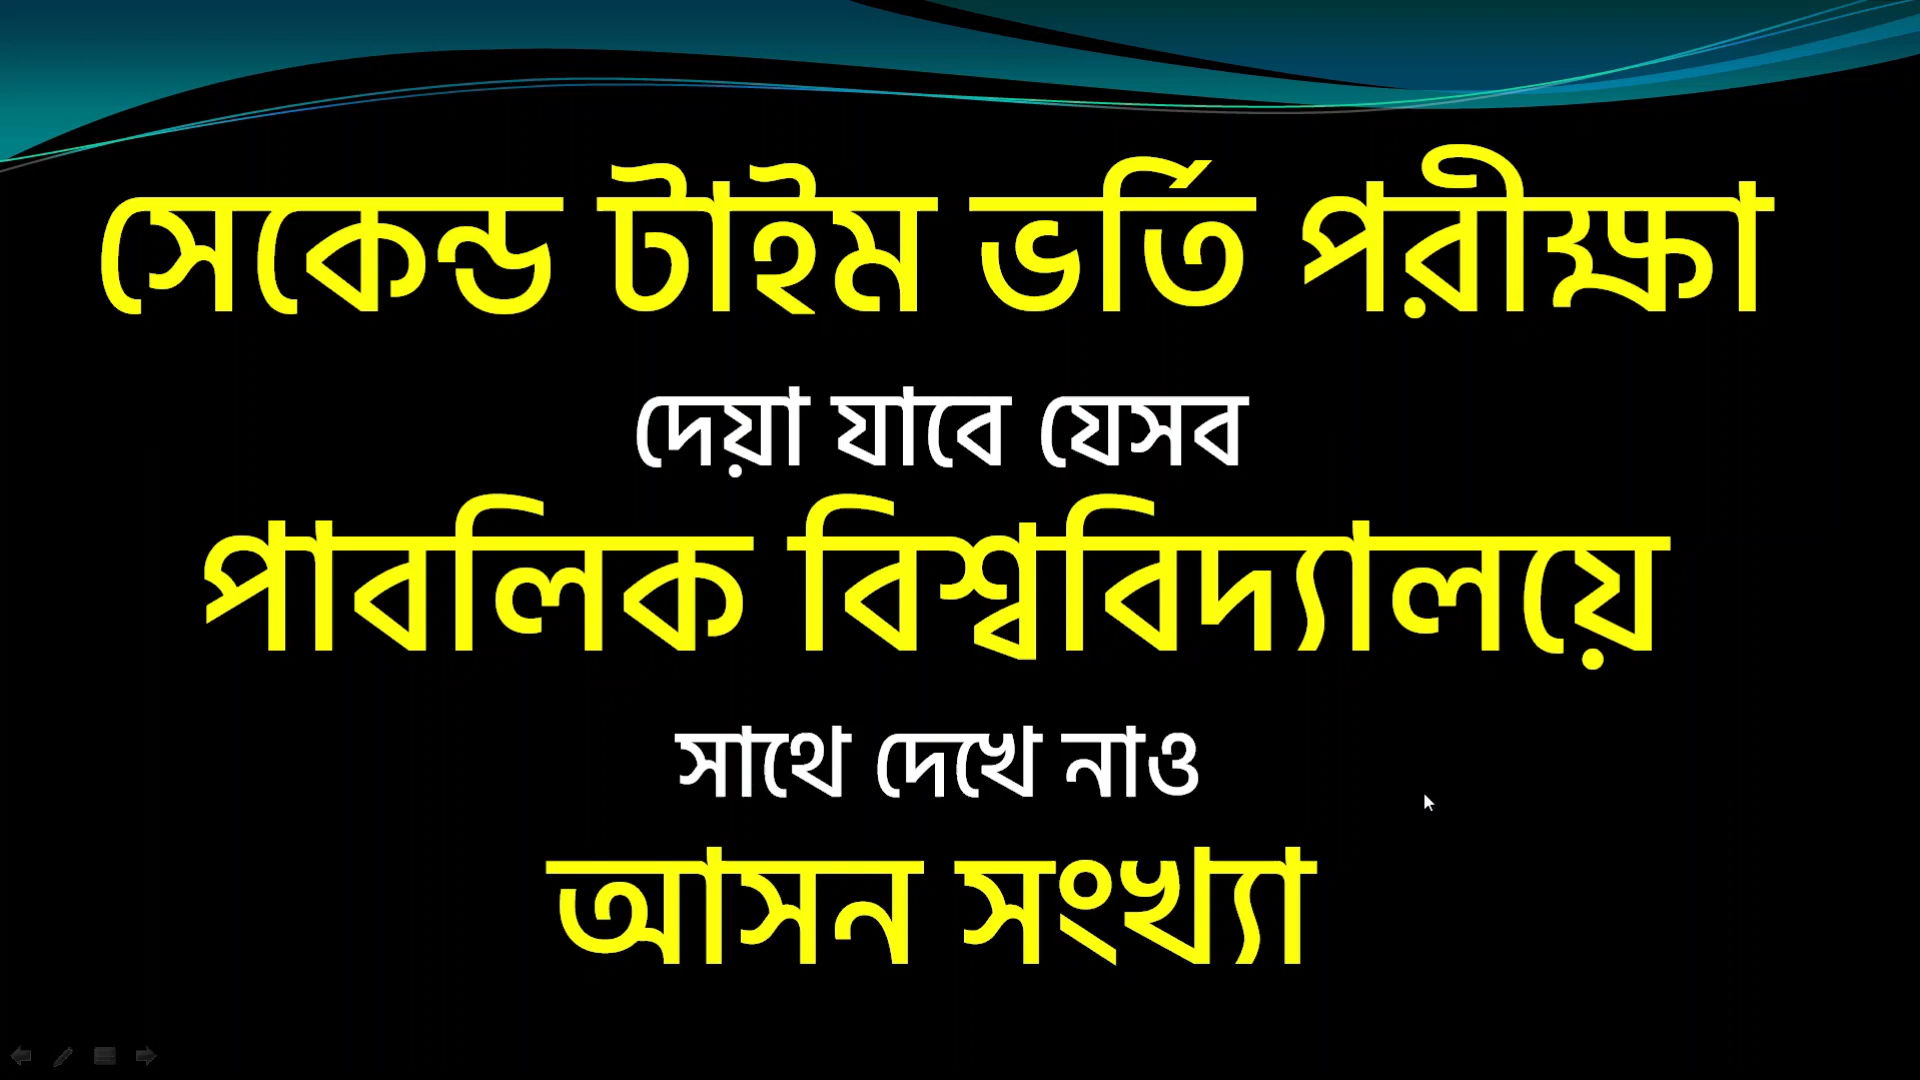 সেকেন্ড টাইম ভর্তি পরীক্ষা
দেয়া যাবে যেসব
পাবলিক বিশ্ববিদ্যালয়ে
সাথে দেখে নাও
আসন সংখ্যা